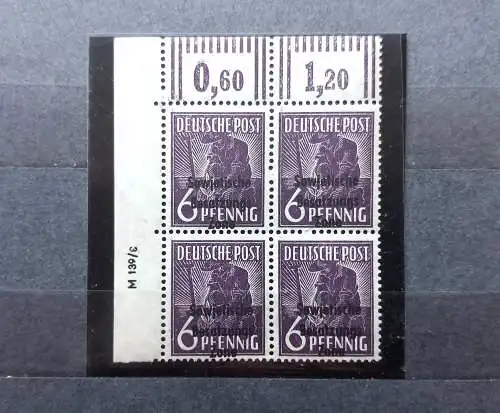 0,60 1,20
DEUTSCHE POST DEUTSCHE POST
Sowjetische Sowjetische
Besatzungs Besatzungs
Zone Zone
6 PFENNIG 6 PFENNIG
DEUTSCHE POST DEUTSCHE POST
Sowjetische Sowjetische
Besatzungs Besatzungs
Zone Zone
6 PFENNIG 6 PFENNIG
M 139/3